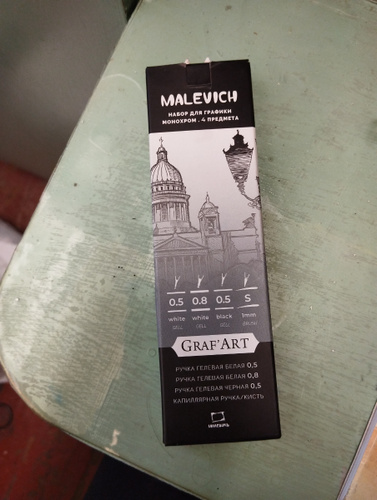 MALEVICH
НАБОР ДЛЯ ГРАФИКИ
МОНОХРОМ . 4 ПРЕДМЕТА
0.5 0.8 0.5 S
white white black 1mm
GRAF'ART
РУЧКА ГЕЛЕВАЯ БЕЛАЯ 0,5
РУЧКА ГЕЛЕВАЯ БЕЛАЯ 0,8
РУЧКА ГЕЛЕВАЯ ЧЕРНАЯ 0,5
КАПИЛЛЯРНАЯ РУЧКА/КИСТЬ